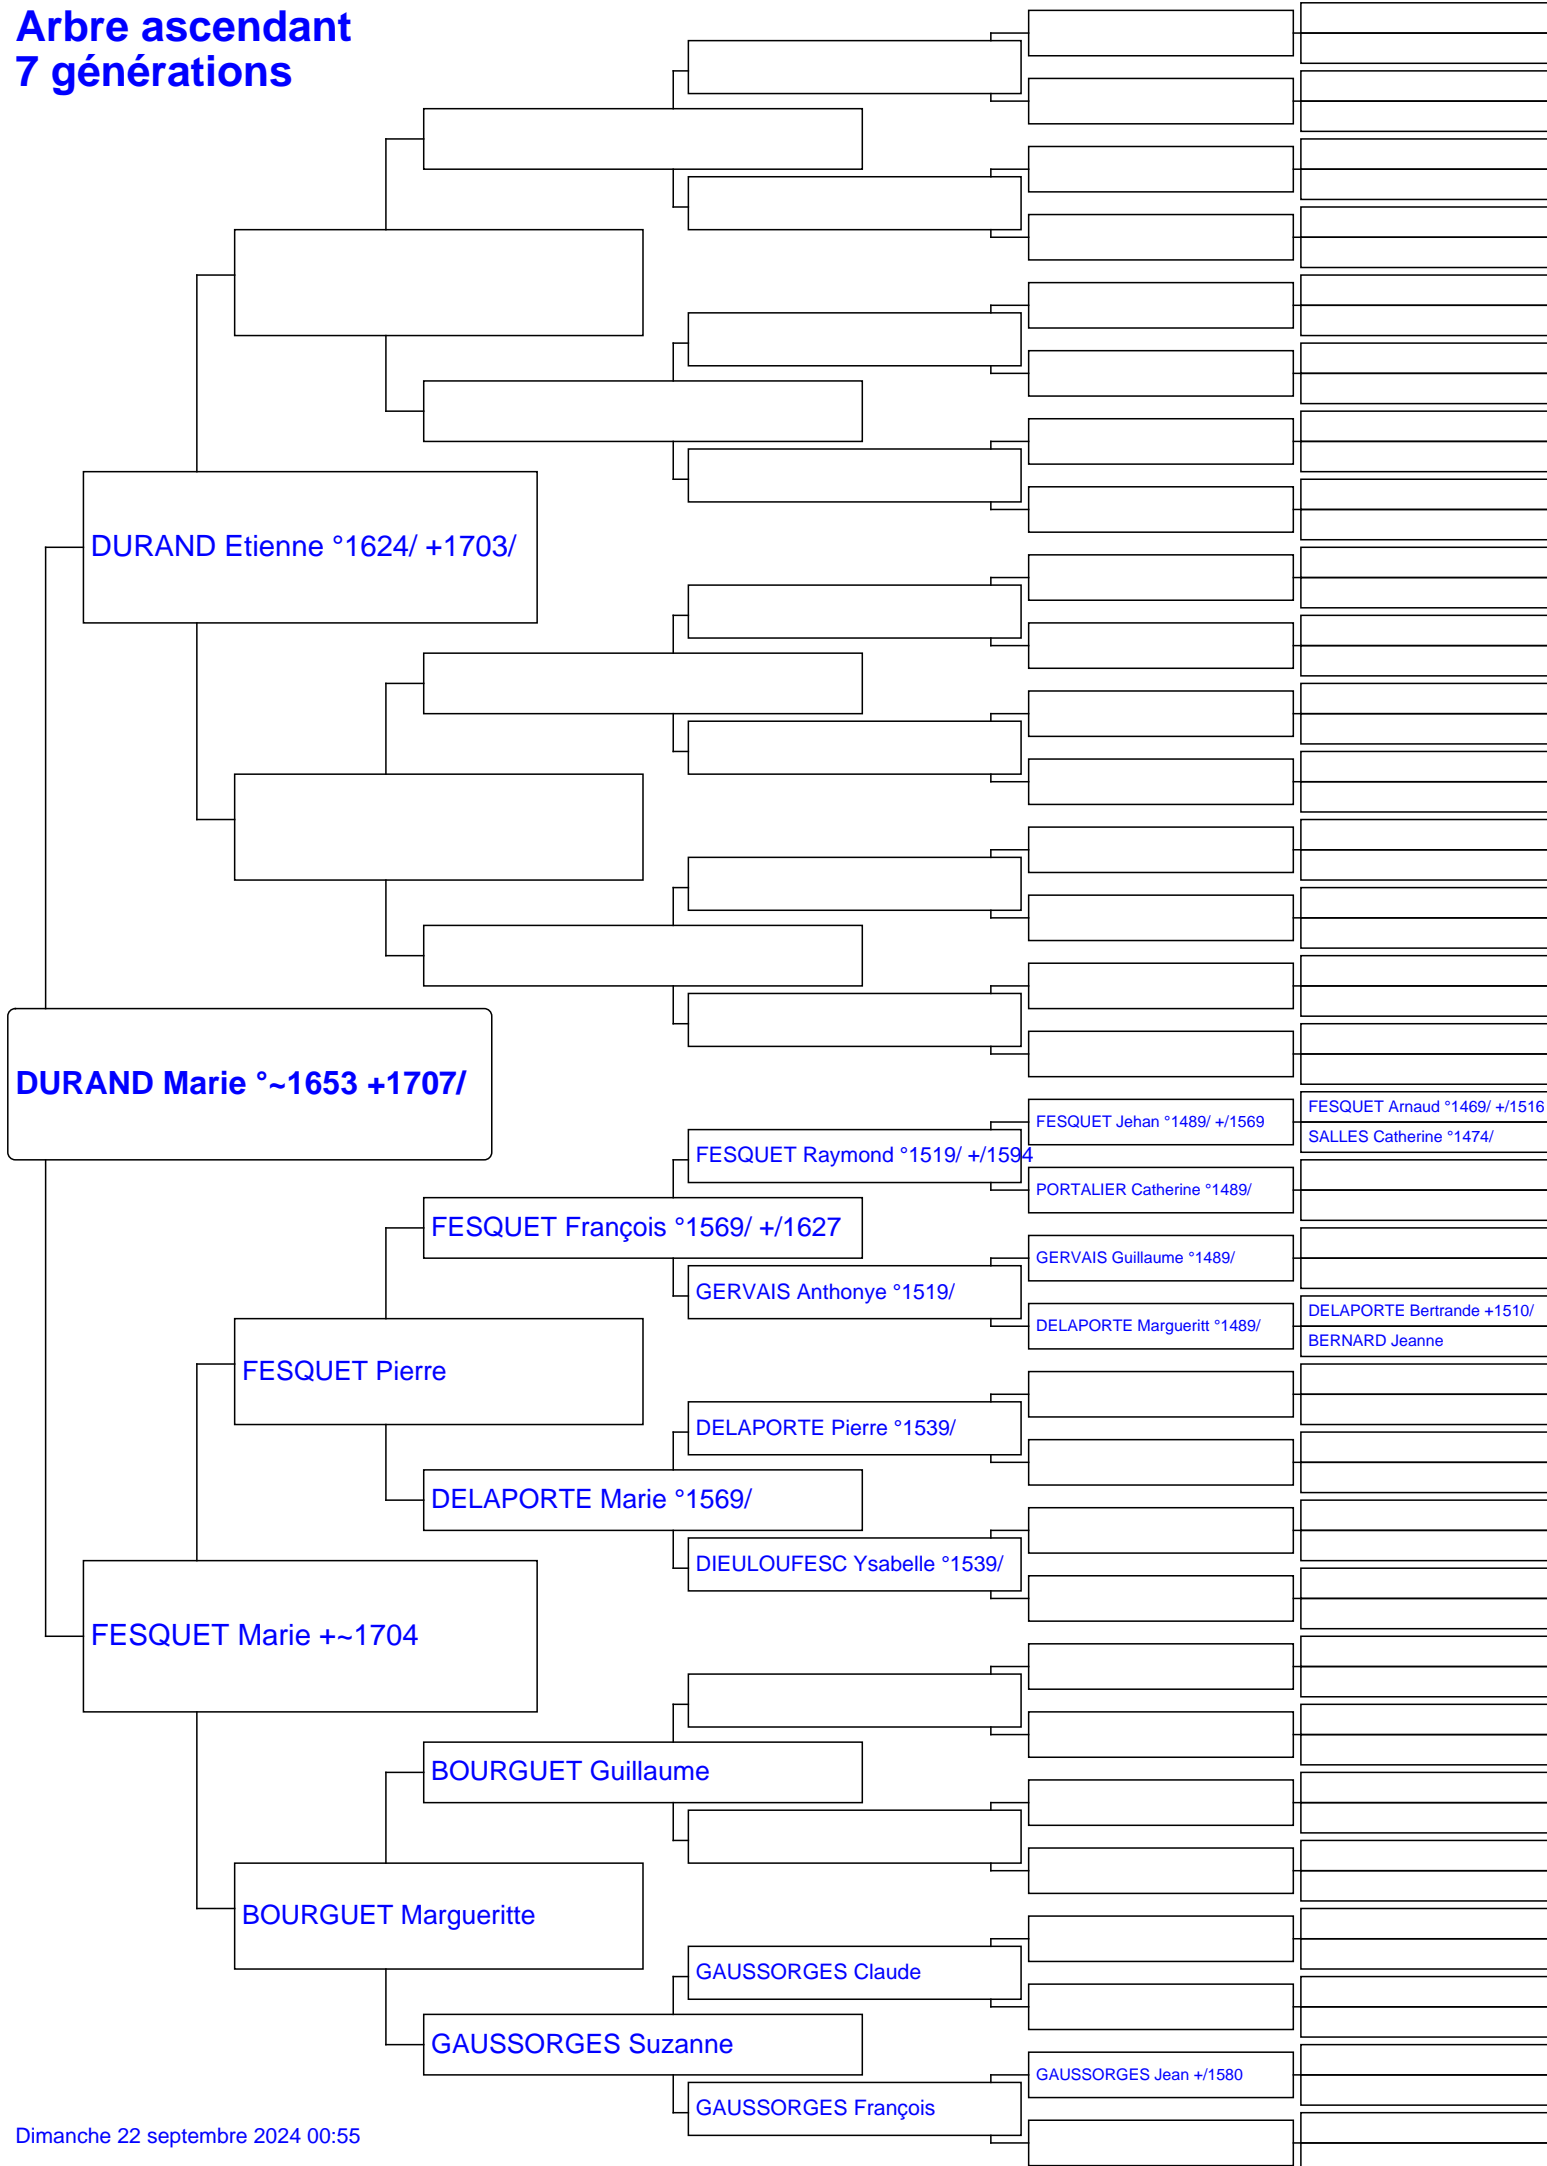 Arbre ascendant
7 générations
DURAND Etienne °1624/ +1703/
DURAND Marie °~1653 +1707/
FESQUET Arnaud °1469/ +/1516
FESQUET Jehan °1489/ +/1569
SALLES Catherine °1474/
FESQUET Raymond °1519/ +/1594
PORTALIER Catherine °1489/
FESQUET François °1569/ +/1627
GERVAIS Guillaume °1489/
GERVAIS Anthonye °1519/
DELAPORTE Bertrande +1510/
DELAPORTE Margueritt °1489/
BERNARD Jeanne
FESQUET Pierre
DELAPORTE Pierre °1539/
DELAPORTE Marie °1569/
DIEULOUFESC Ysabelle °1539/
FESQUET Marie +~1704
BOURGUET Guillaume
BOURGUET Margueritte
GAUSSORGES Claude
GAUSSORGES Suzanne
GAUSSORGES Jean +/1580
GAUSSORGES François
Dimanche 22 septembre 2024 00:55